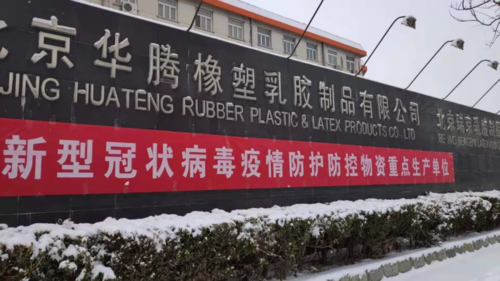 北京华腾橡塑乳胶制品有限公司
JING HUATENG RUBBER PLASTIC & LATEX PRODUCTS CO LTD
新型冠状病毒疫情防护防控物资重点生产单位